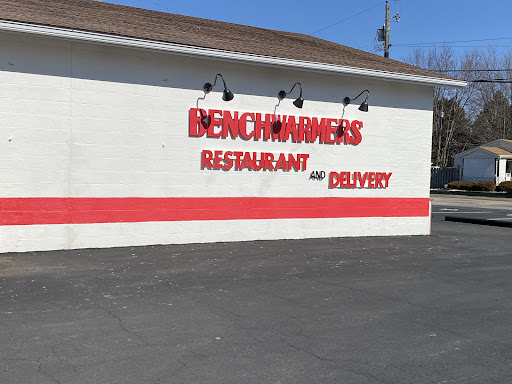 BENCHWARMERS
RESTAURANT AND DELIVERY